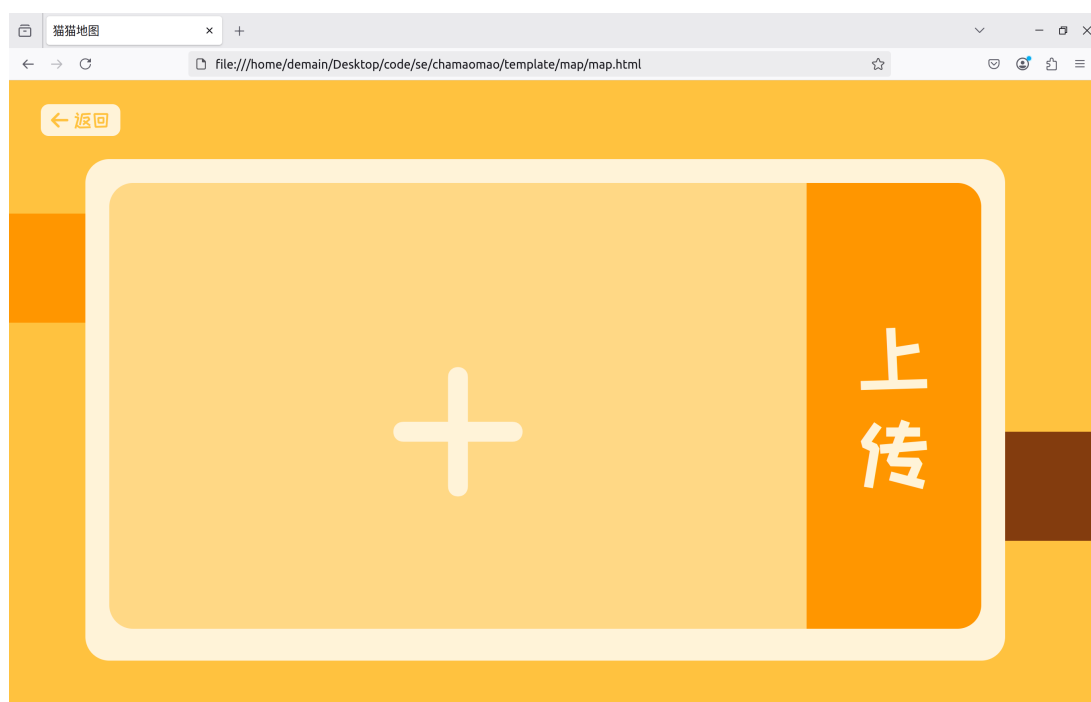 猫猫地图
file:///home/demain/Desktop/code/se/chamaomao/template/map/map.html
返回
上
传